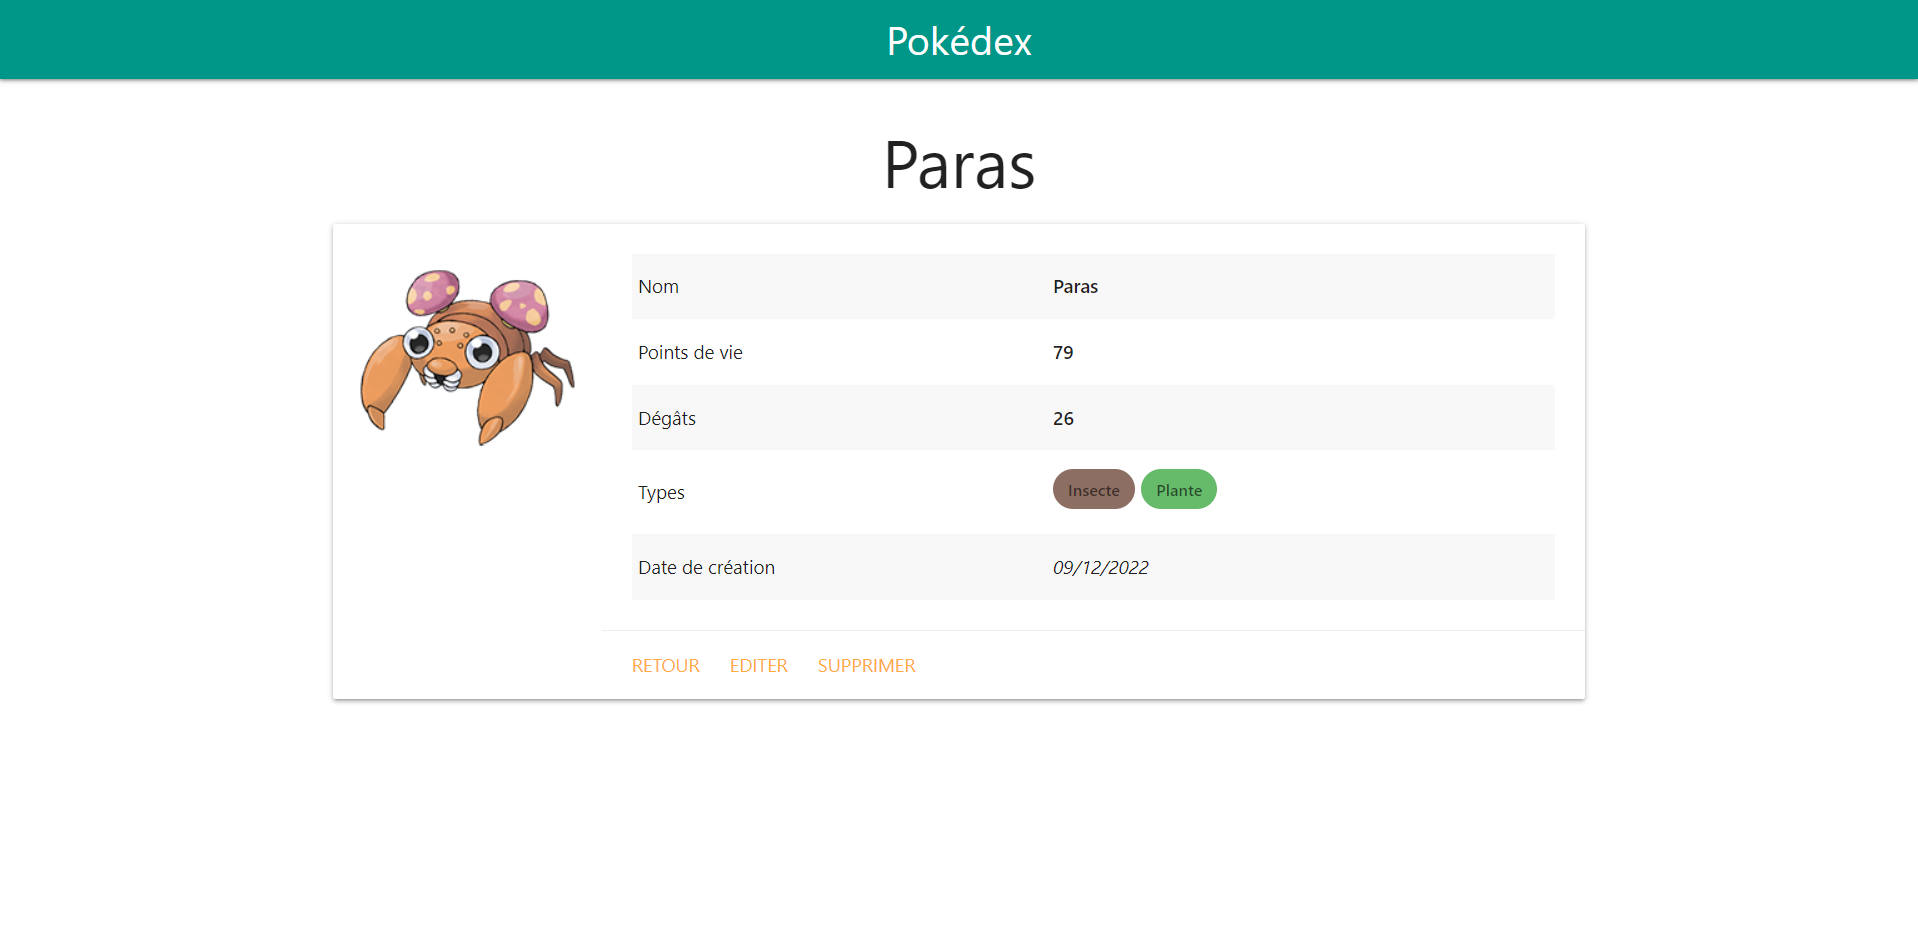 Pokédex
Paras
Nom Paras
Points de vie 79
Dégâts 26
Types Insecte Plante
Date de création 09/12/2022
RETOUR EDITER SUPPRIMER